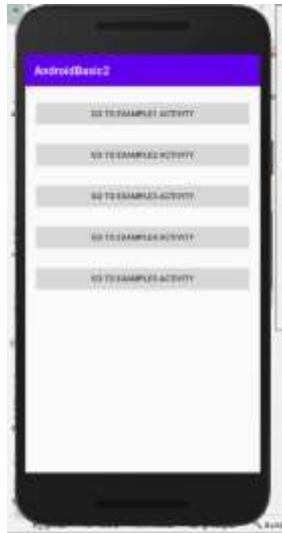 AndroidBasic2
GO TO EXAMPLE1 ACTIVITY
GO TO EXAMPLE2 ACTIVITY
GO TO EXAMPLE3 ACTIVITY
GO TO EXAMPLE4 ACTIVITY
GO TO EXAMPLE5 ACTIVITY